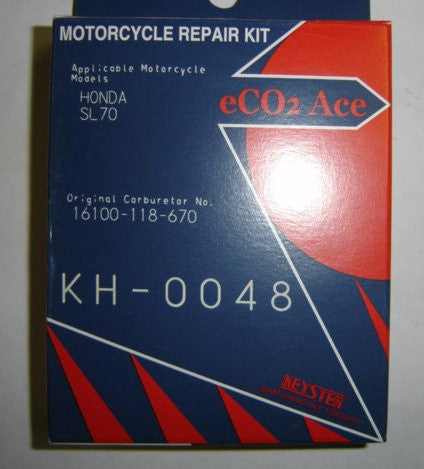 MOTORCYCLE REPAIR KIT
Applicable Motorcycle
Models
HONDA
SL70
eCO2 Ace
Original Carburetor No.
16100-118-670
KH-0048
KEYSTER